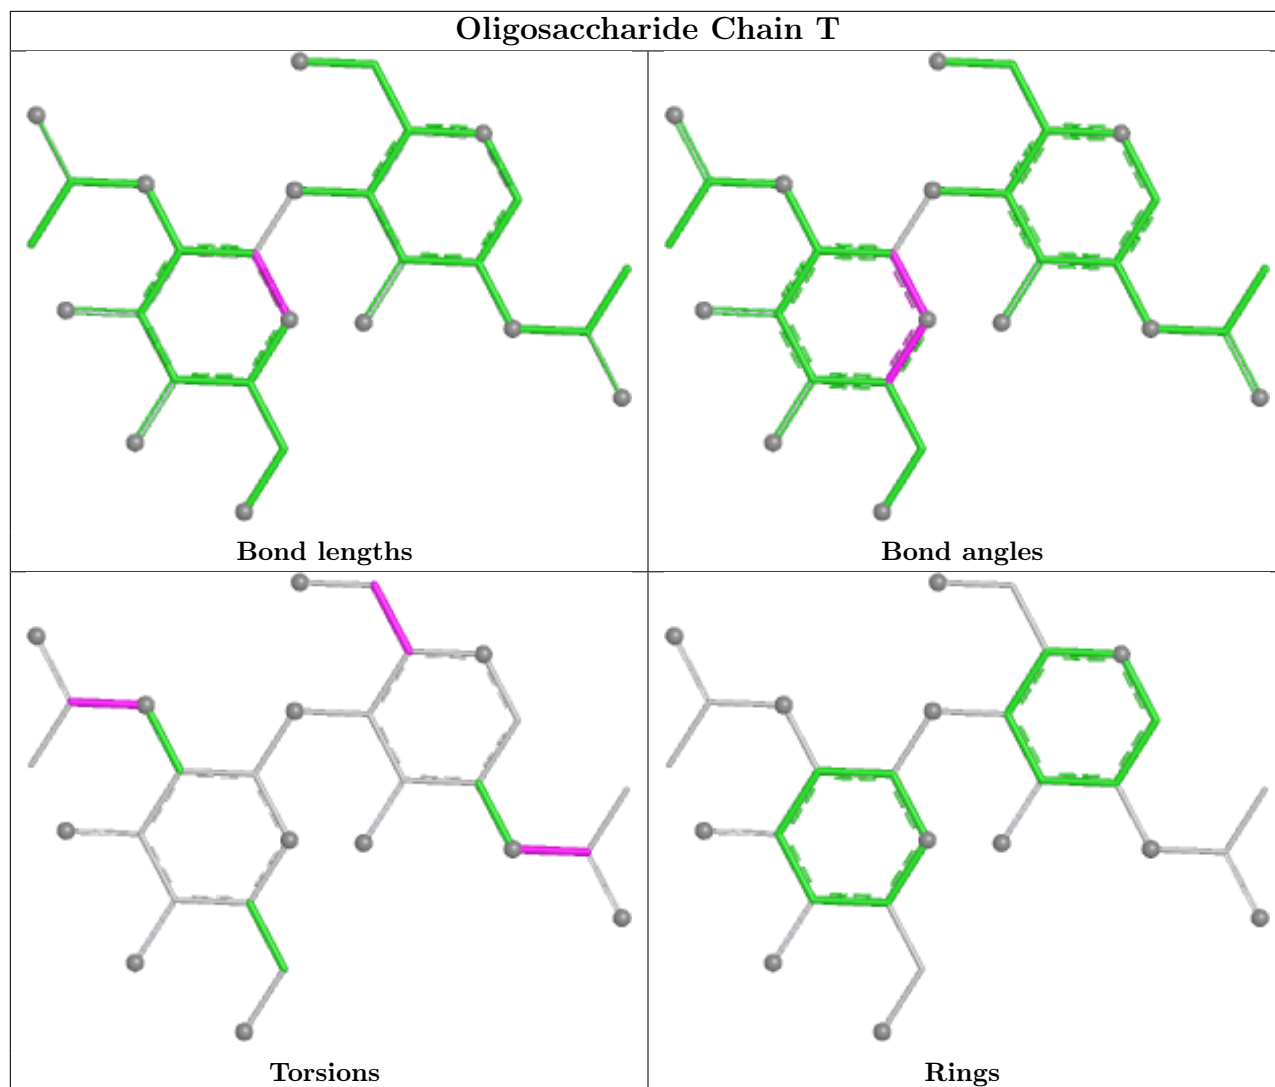 Oligosaccharide Chain T
Bond lengths
Bond angles
Torsions
Rings